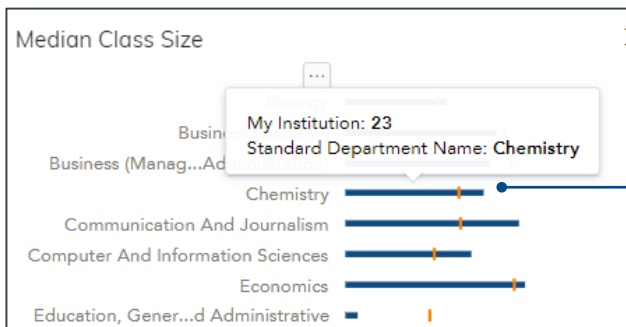 Median Class Size
...
Biology
My Institution: 23
Standard Department Name: Chemistry
Busin
Business (Manag...Administration)
Chemistry
Communication And Journalism
Computer And Information Sciences
Economics
Education, Gener...d Administrative